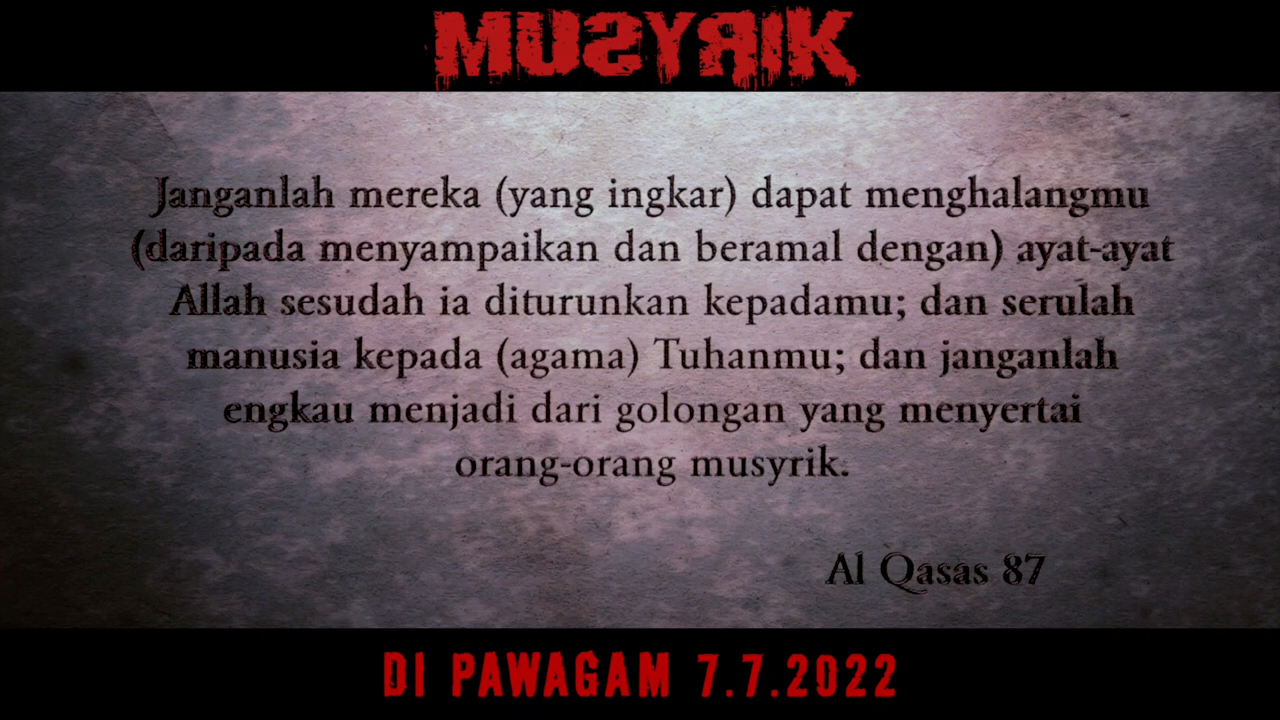 MUSYRIK
Janganlah mereka (yang ingkar) dapat menghalangmu
(daripada menyampaikan dan beramal dengan) ayat-ayat
Allah sesudah ia diturunkan kepadamu; dan serulah
manusia kepada (agama) Tuhanmu; dan janganlah
engkau menjadi dari golongan yang menyertai
orang-orang musyrik.
Al Qasas 87
DI PAWAGAM 7.7.2022